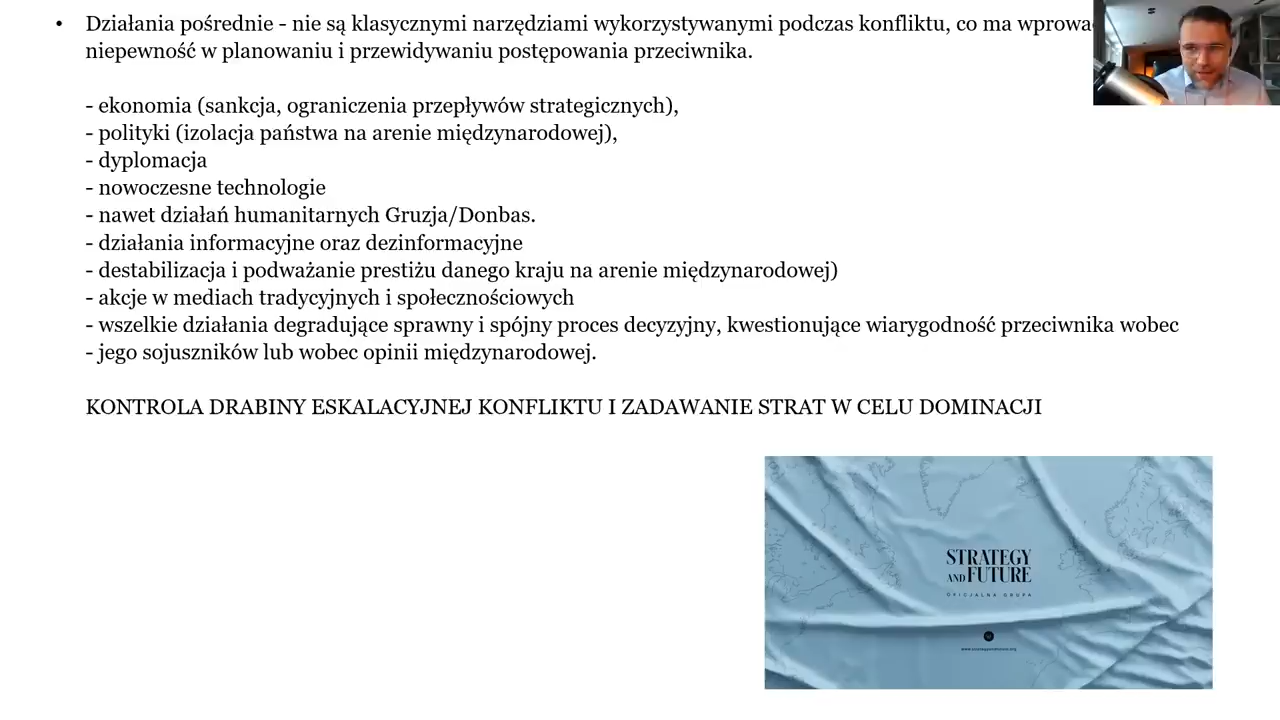 • Działania pośrednie - nie są klasycznymi narzędziami wykorzystywanymi podczas konfliktu, co ma
niepewność w planowaniu i przewidywaniu postępowania przeciwnika.
- ekonomia (sankcja, ograniczenia przepływów strategicznych),
- polityki (izolacja państwa na arenie międzynarodowej),
- dyplomacja
- nowoczesne technologie
- nawet działań humanitarnych Gruzja/Donbas.
- działania informacyjne oraz dezinformacyjne
- destabilizacja i podważanie prestiżu danego kraju na arenie międzynarodowej)
- akcje w mediach tradycyjnych i społecznościowych
- wszelkie działania degradujące sprawny i spójny proces decyzyjny, kwestionujące wiarygodność przeciwnika wobec
- jego sojuszników lub wobec opinii międzynarodowej.
KONTROLA DRABINY ESKALACYJNEJ KONFLIKTU I ZADAWANIE STRAT W CELU DOMINACJI
STRATEGY
AND FUTURE
OFICJALNA GRUPA